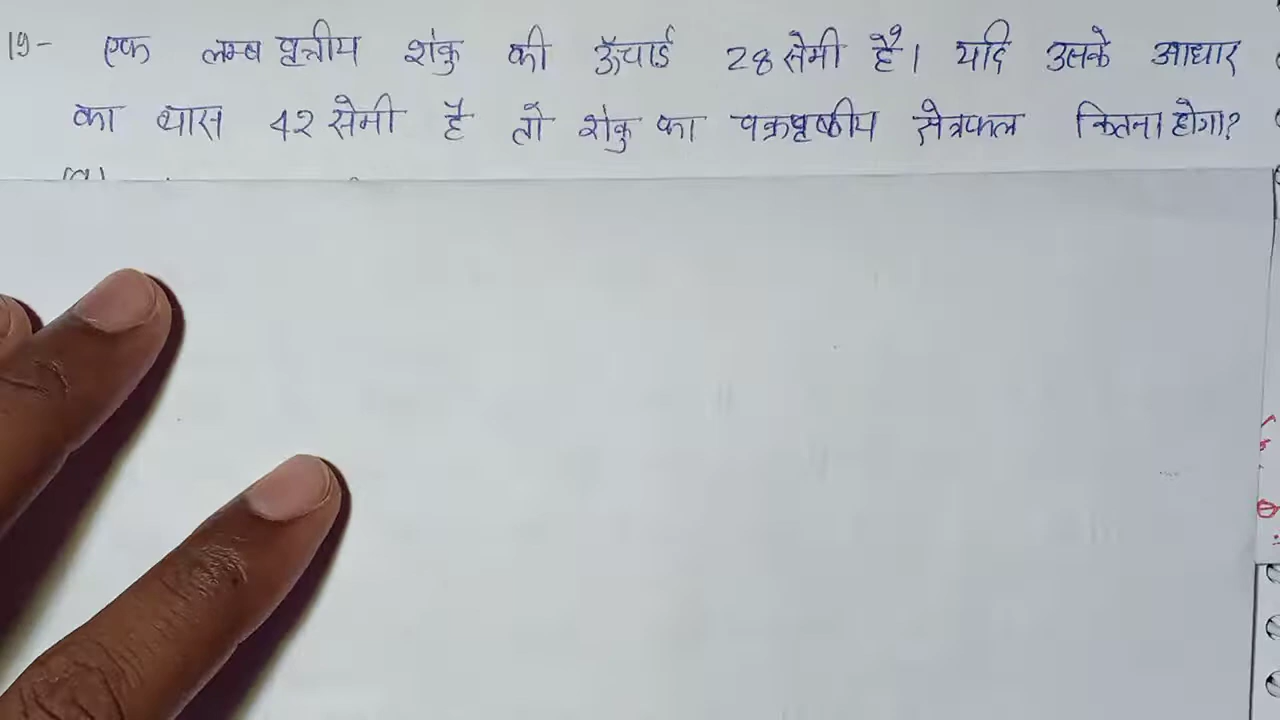 19- एक लम्ब वृत्तीय शंकु की ऊँचाई 28 सेमी है। यदि उसके आधार
का व्यास 42 सेमी है तो शंकु का वक्रपृष्ठीय क्षेत्रफल कितना होगा?